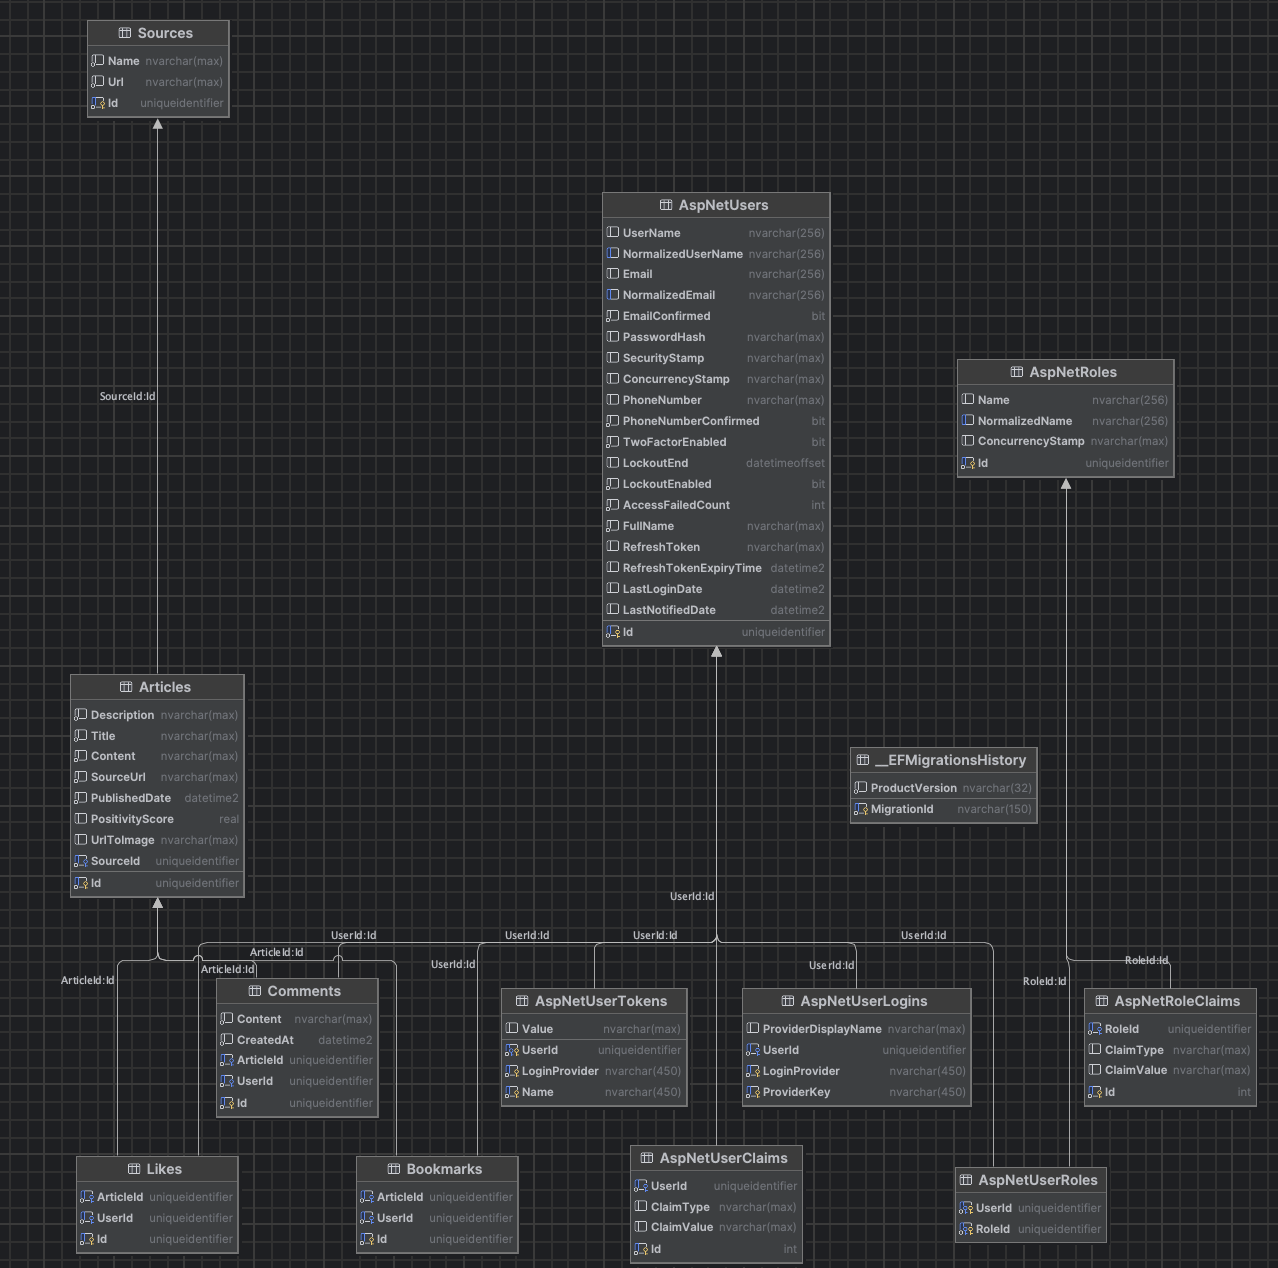 Sources
Name nvarchar(max)
Url nvarchar(max)
Id uniqueidentifier
AspNetUsers
UserName nvarchar(256)
NormalizedUserName nvarchar(256)
Email nvarchar(256)
NormalizedEmail nvarchar(256)
EmailConfirmed bit
PasswordHash nvarchar(max)
SecurityStamp nvarchar(max)
ConcurrencyStamp nvarchar(max)
PhoneNumber nvarchar(max)
PhoneNumberConfirmed bit
TwoFactorEnabled bit
LockoutEnd datetimeoffset
LockoutEnabled bit
AccessFailedCount int
FullName nvarchar(max)
RefreshToken nvarchar(max)
RefreshTokenExpiryTime datetime2
LastLoginDate datetime2
LastNotifiedDate datetime2
Id uniqueidentifier
AspNetRoles
Name nvarchar(256)
NormalizedName nvarchar(256)
ConcurrencyStamp nvarchar(max)
Id uniqueidentifier
SourceId:Id
Articles
Description nvarchar(max)
Title nvarchar(max)
Content nvarchar(max)
SourceUrl nvarchar(max)
PublishedDate datetime2
PositivityScore real
UrlToImage nvarchar(max)
SourceId uniqueidentifier
Id uniqueidentifier
__EFMigrationsHistory
ProductVersion nvarchar(32)
MigrationId nvarchar(150)
UserId:Id
UserId:Id
UserId:Id
UserId:Id
UserId:Id
ArticleId:Id
ArticleId:Id
ArticleId:Id
UserId:Id
UserId:Id
RoleId:Id
RoleId:Id
Comments
Content nvarchar(max)
CreatedAt datetime2
ArticleId uniqueidentifier
UserId uniqueidentifier
Id uniqueidentifier
AspNetUserTokens
Value nvarchar(max)
UserId uniqueidentifier
LoginProvider nvarchar(450)
Name nvarchar(450)
AspNetUserLogins
ProviderDisplayName nvarchar(max)
UserId uniqueidentifier
LoginProvider nvarchar(450)
ProviderKey nvarchar(450)
AspNetRoleClaims
RoleId uniqueidentifier
ClaimType nvarchar(max)
ClaimValue nvarchar(max)
Id int
Likes
ArticleId uniqueidentifier
UserId uniqueidentifier
Id uniqueidentifier
Bookmarks
ArticleId uniqueidentifier
UserId uniqueidentifier
Id uniqueidentifier
AspNetUserClaims
UserId uniqueidentifier
ClaimType nvarchar(max)
ClaimValue nvarchar(max)
Id int
AspNetUserRoles
UserId uniqueidentifier
RoleId uniqueidentifier